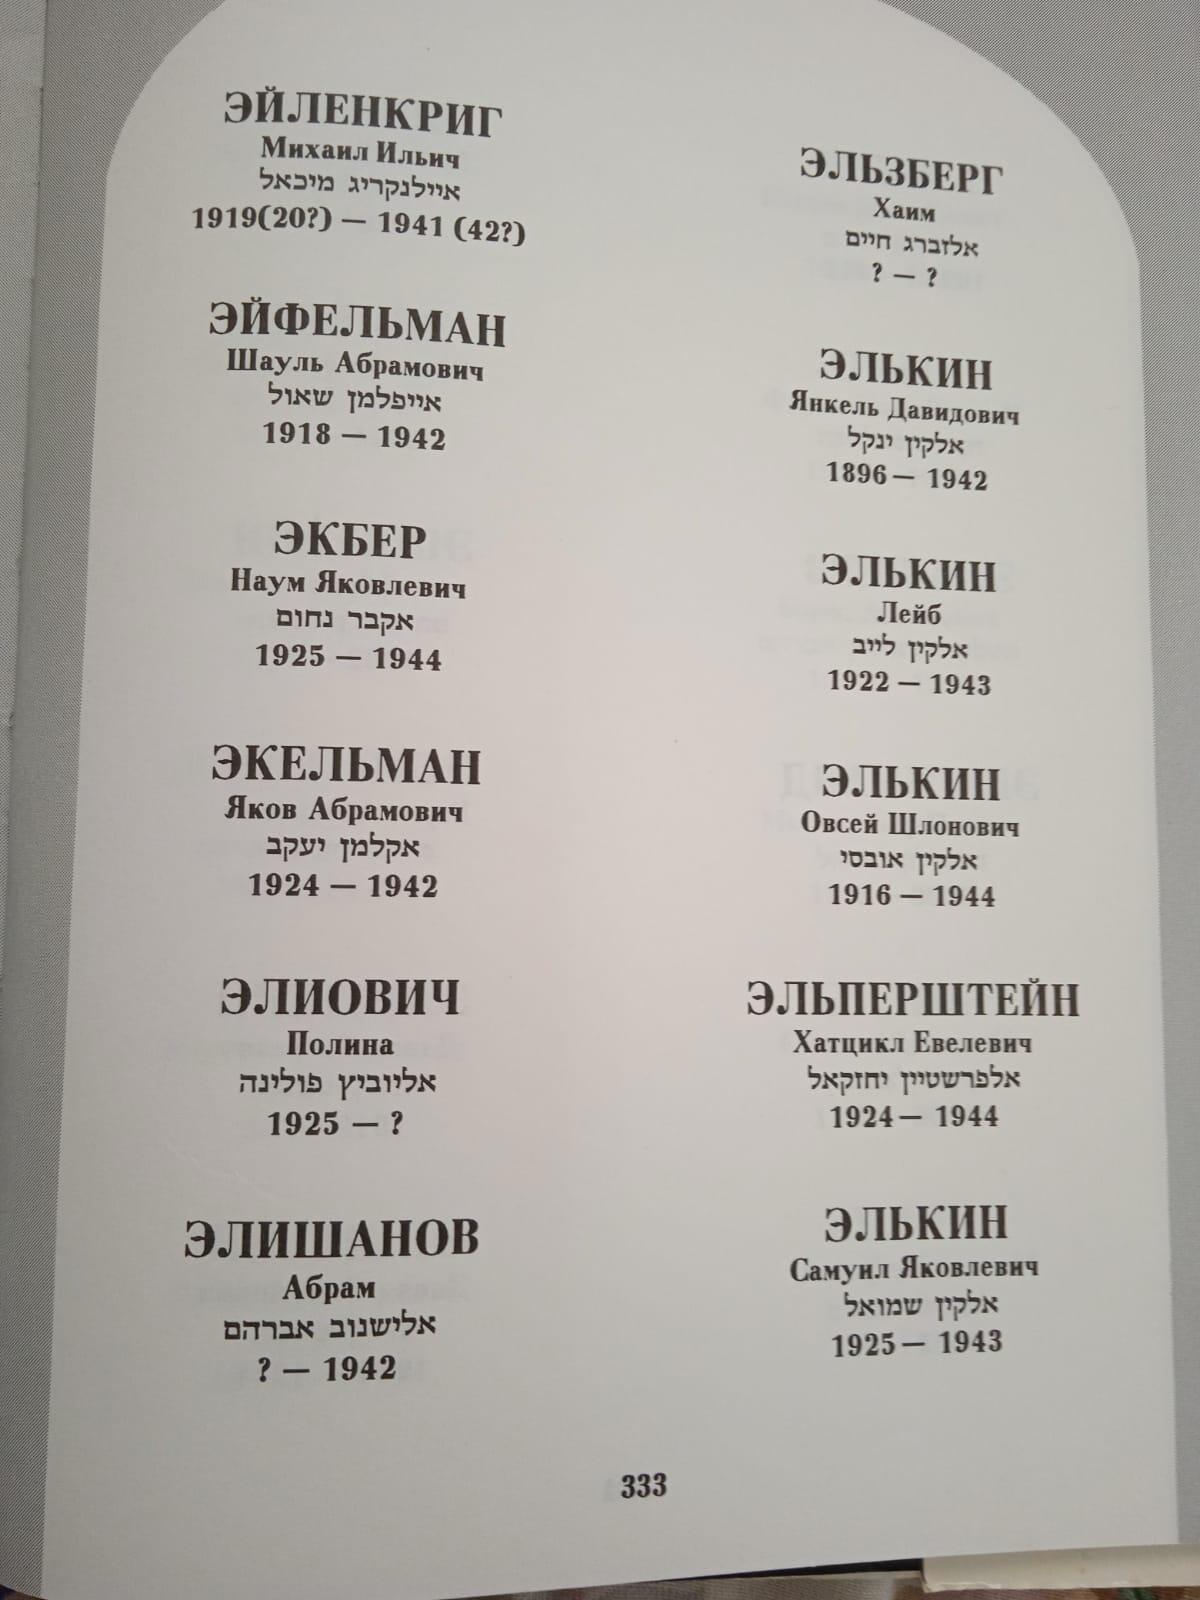 ЭЙЛЕНКРИГ
Михаил Ильич
איילנקריג מיכאל
1919(20?) — 1941 (42?)
ЭЙФЕЛЬМАН
Шауль Абрамович
אייפלמן שאול
1918 — 1942
ЭКБЕР
Наум Яковлевич
אקבר נחום
1925 — 1944
ЭКЕЛЬМАН
Яков Абрамович
אקלמן יעקב
1924 — 1942
ЭЛИОВИЧ
Полина
אליוביץ פולינה
1925 — ?
ЭЛИШАНОВ
Абрам
אלישנוב אברהם
? — 1942
ЭЛЬЗБЕРГ
Хаим
אלזברג חיים
? — ?
ЭЛЬКИН
Янкель Давидович
אלקין ינקל
1896 — 1942
ЭЛЬКИН
Лейб
אלקין לייב
1922 — 1943
ЭЛЬКИН
Овсей Шлонович
אלקין אובסי
1916 — 1944
ЭЛЬПЕРШТЕЙН
Хатцикл Евелевич
אלפרשטיין יחזקאל
1924 — 1944
ЭЛЬКИН
Самуил Яковлевич
אלקין שמואל
1925 — 1943
333